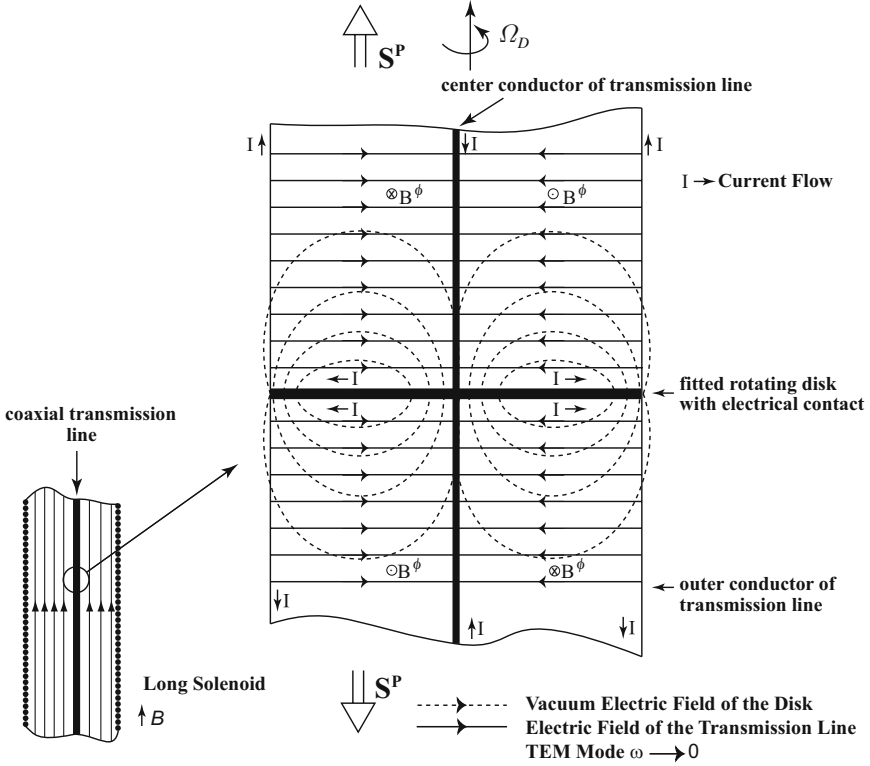 S^P
Ω_D
center conductor of transmission line
I
I
I
⊗B^ϕ
⊙B^ϕ
I → Current Flow
I
I
I
I
fitted rotating disk
with electrical contact
coaxial transmission
line
⊙B^ϕ
⊗B^ϕ
I
I
I
outer conductor of
transmission line
Long Solenoid
B
S^P
Vacuum Electric Field of the Disk
Electric Field of the Transmission Line
TEM Mode ω → 0